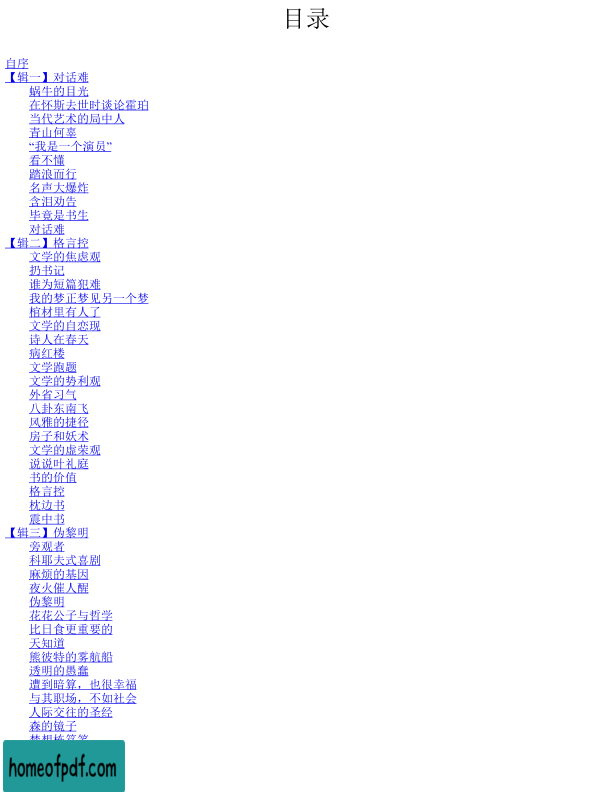 目录
自序
【辑一】对话难
蜗牛的目光
在怀斯去世时谈论霍珀
当代艺术的局中人
青山何辜
“我是一个演员”
看不懂
踏浪而行
名声大爆炸
含泪劝告
毕竟是书生
对话难
【辑二】格言控
文学的焦虑观
扔书记
谁为短篇犯难
我的梦正梦见另一个梦
棺材里有人了
文学的自恋现
诗人在春天
病红楼
文学跑题
文学的势利观
外省习气
八卦东南飞
风雅的捷径
房子和妖术
文学的虚荣观
说说叶礼庭
书的价值
格言控
枕边书
震中书
【辑三】伪黎明
旁观者
科耶夫式喜剧
麻烦的基因
夜火催人醒
伪黎明
花花公子与哲学
比日食更重要的
天知道
熊彼特的雾航船
透明的愚蠢
遭到暗算，也很幸福
与其职场，不如社会
人际交往的圣经
森的镜子
homeofpdf.com